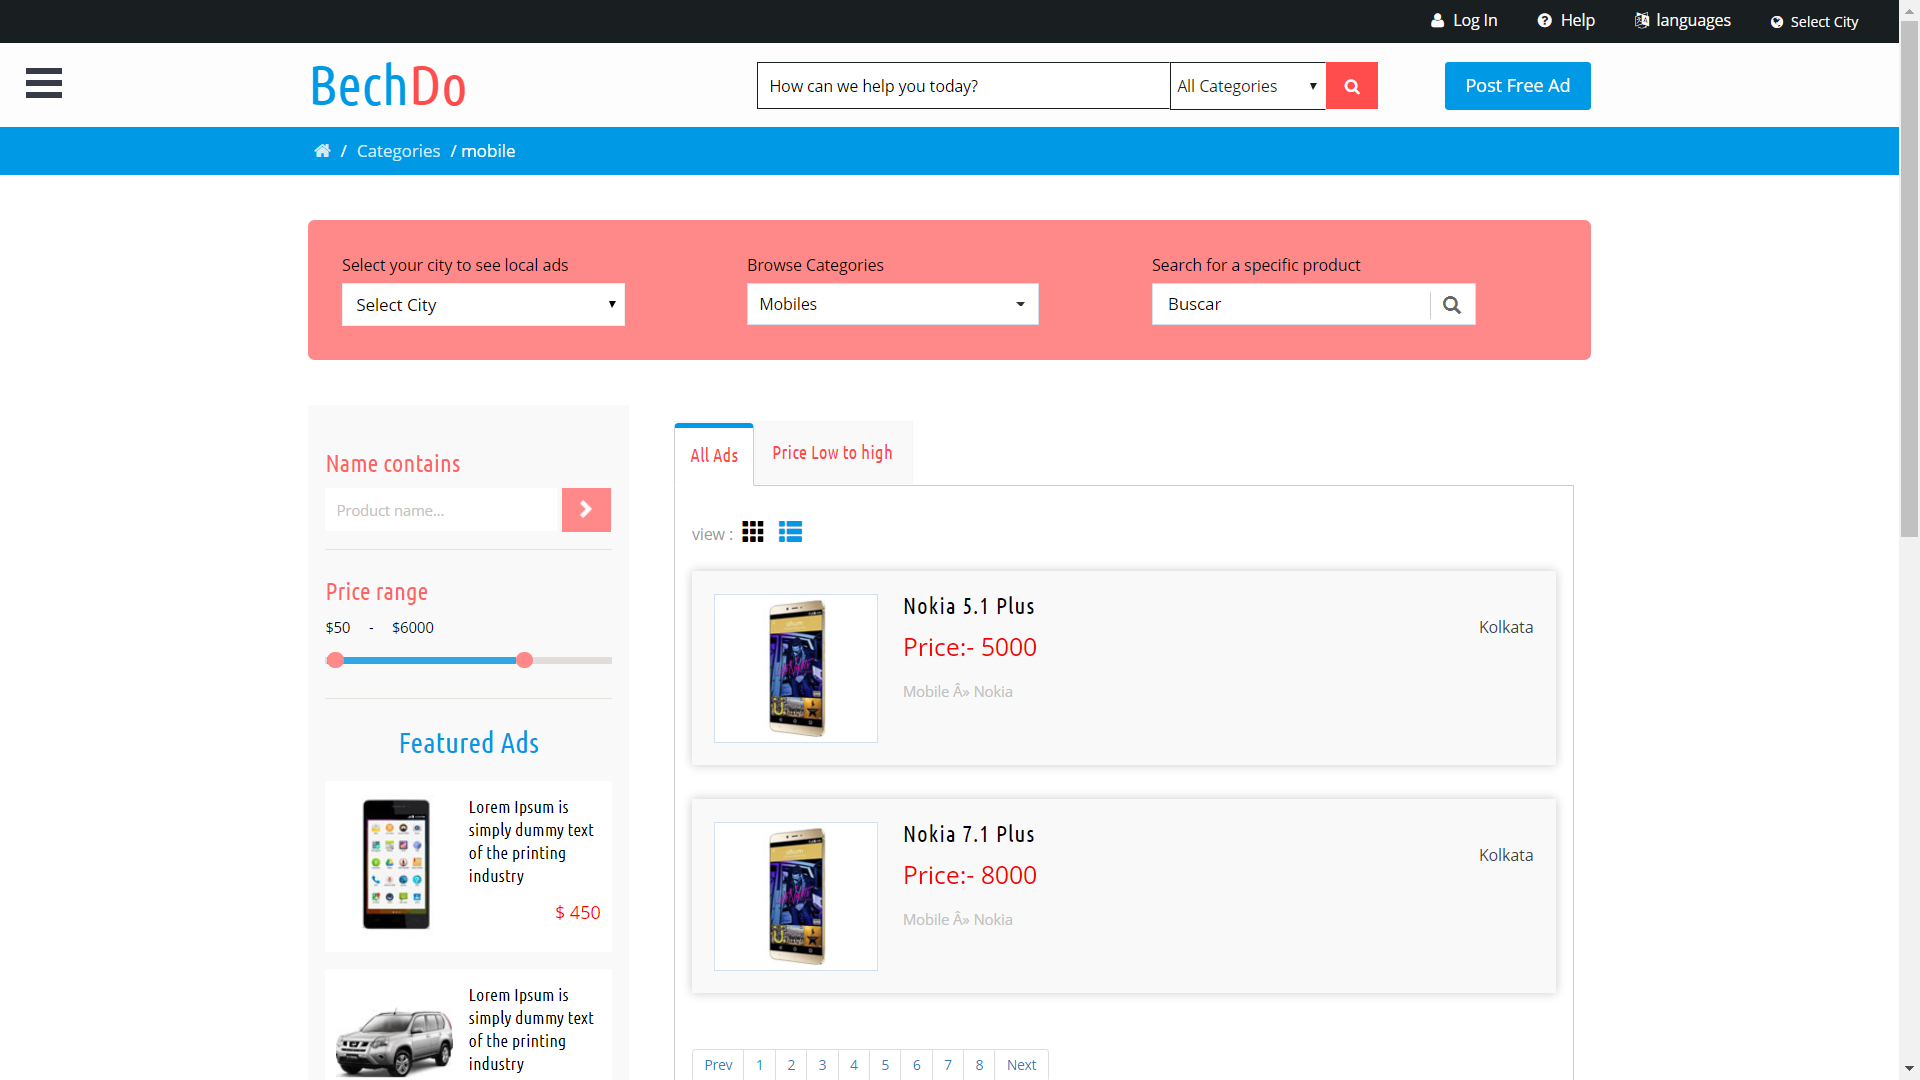 Log In
Help
languages
Select City
BechDo
How can we help you today?
All Categories
Post Free Ad
/ Categories / mobile
Select your city to see local ads
Select City
Browse Categories
Mobiles
Search for a specific product
Buscar
Name contains
Product name...
Price range
$50 - $6000
Featured Ads
Lorem Ipsum is
simply dummy text
of the printing
industry
$ 450
Lorem Ipsum is
simply dummy text
of the printing
industry
All Ads
Price Low to high
view :
Nokia 5.1 Plus
Price:- 5000
Mobile Â» Nokia
Kolkata
Nokia 7.1 Plus
Price:- 8000
Mobile Â» Nokia
Kolkata
Prev 1 2 3 4 5 6 7 8 Next